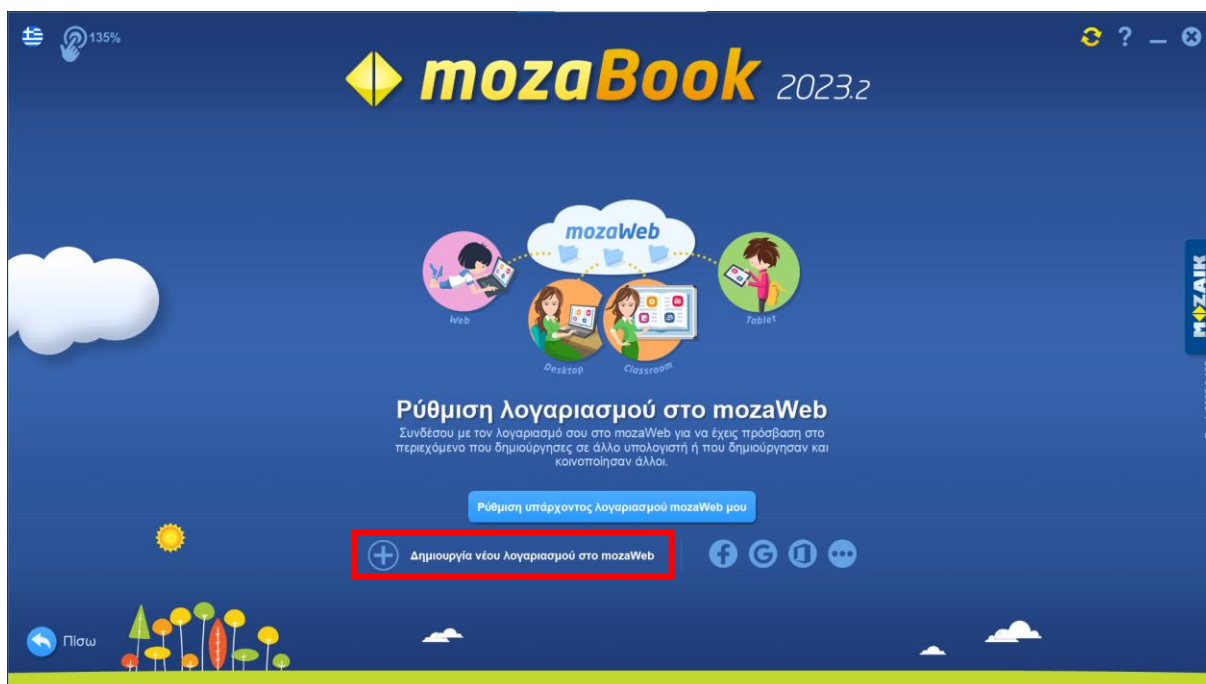 135%
?
mozaBook 2023.2
mozaWeb
Web
Tablet
Desktop
Classroom
MOZAIK
Ρύθμιση λογαριασμού στο mozaWeb
Συνδέσου με τον λογαριασμό σου στο mozaWeb για να έχεις πρόσβαση στο
περιεχόμενο που δημιούργησες σε άλλο υπολογιστή ή που δημιούργησαν και
κοινοποίησαν άλλοι.
Ρύθμιση υπάρχοντος λογαριασμού mozaWeb μου
Δημιουργία νέου λογαριασμού στο mozaWeb
f G
Πίσω